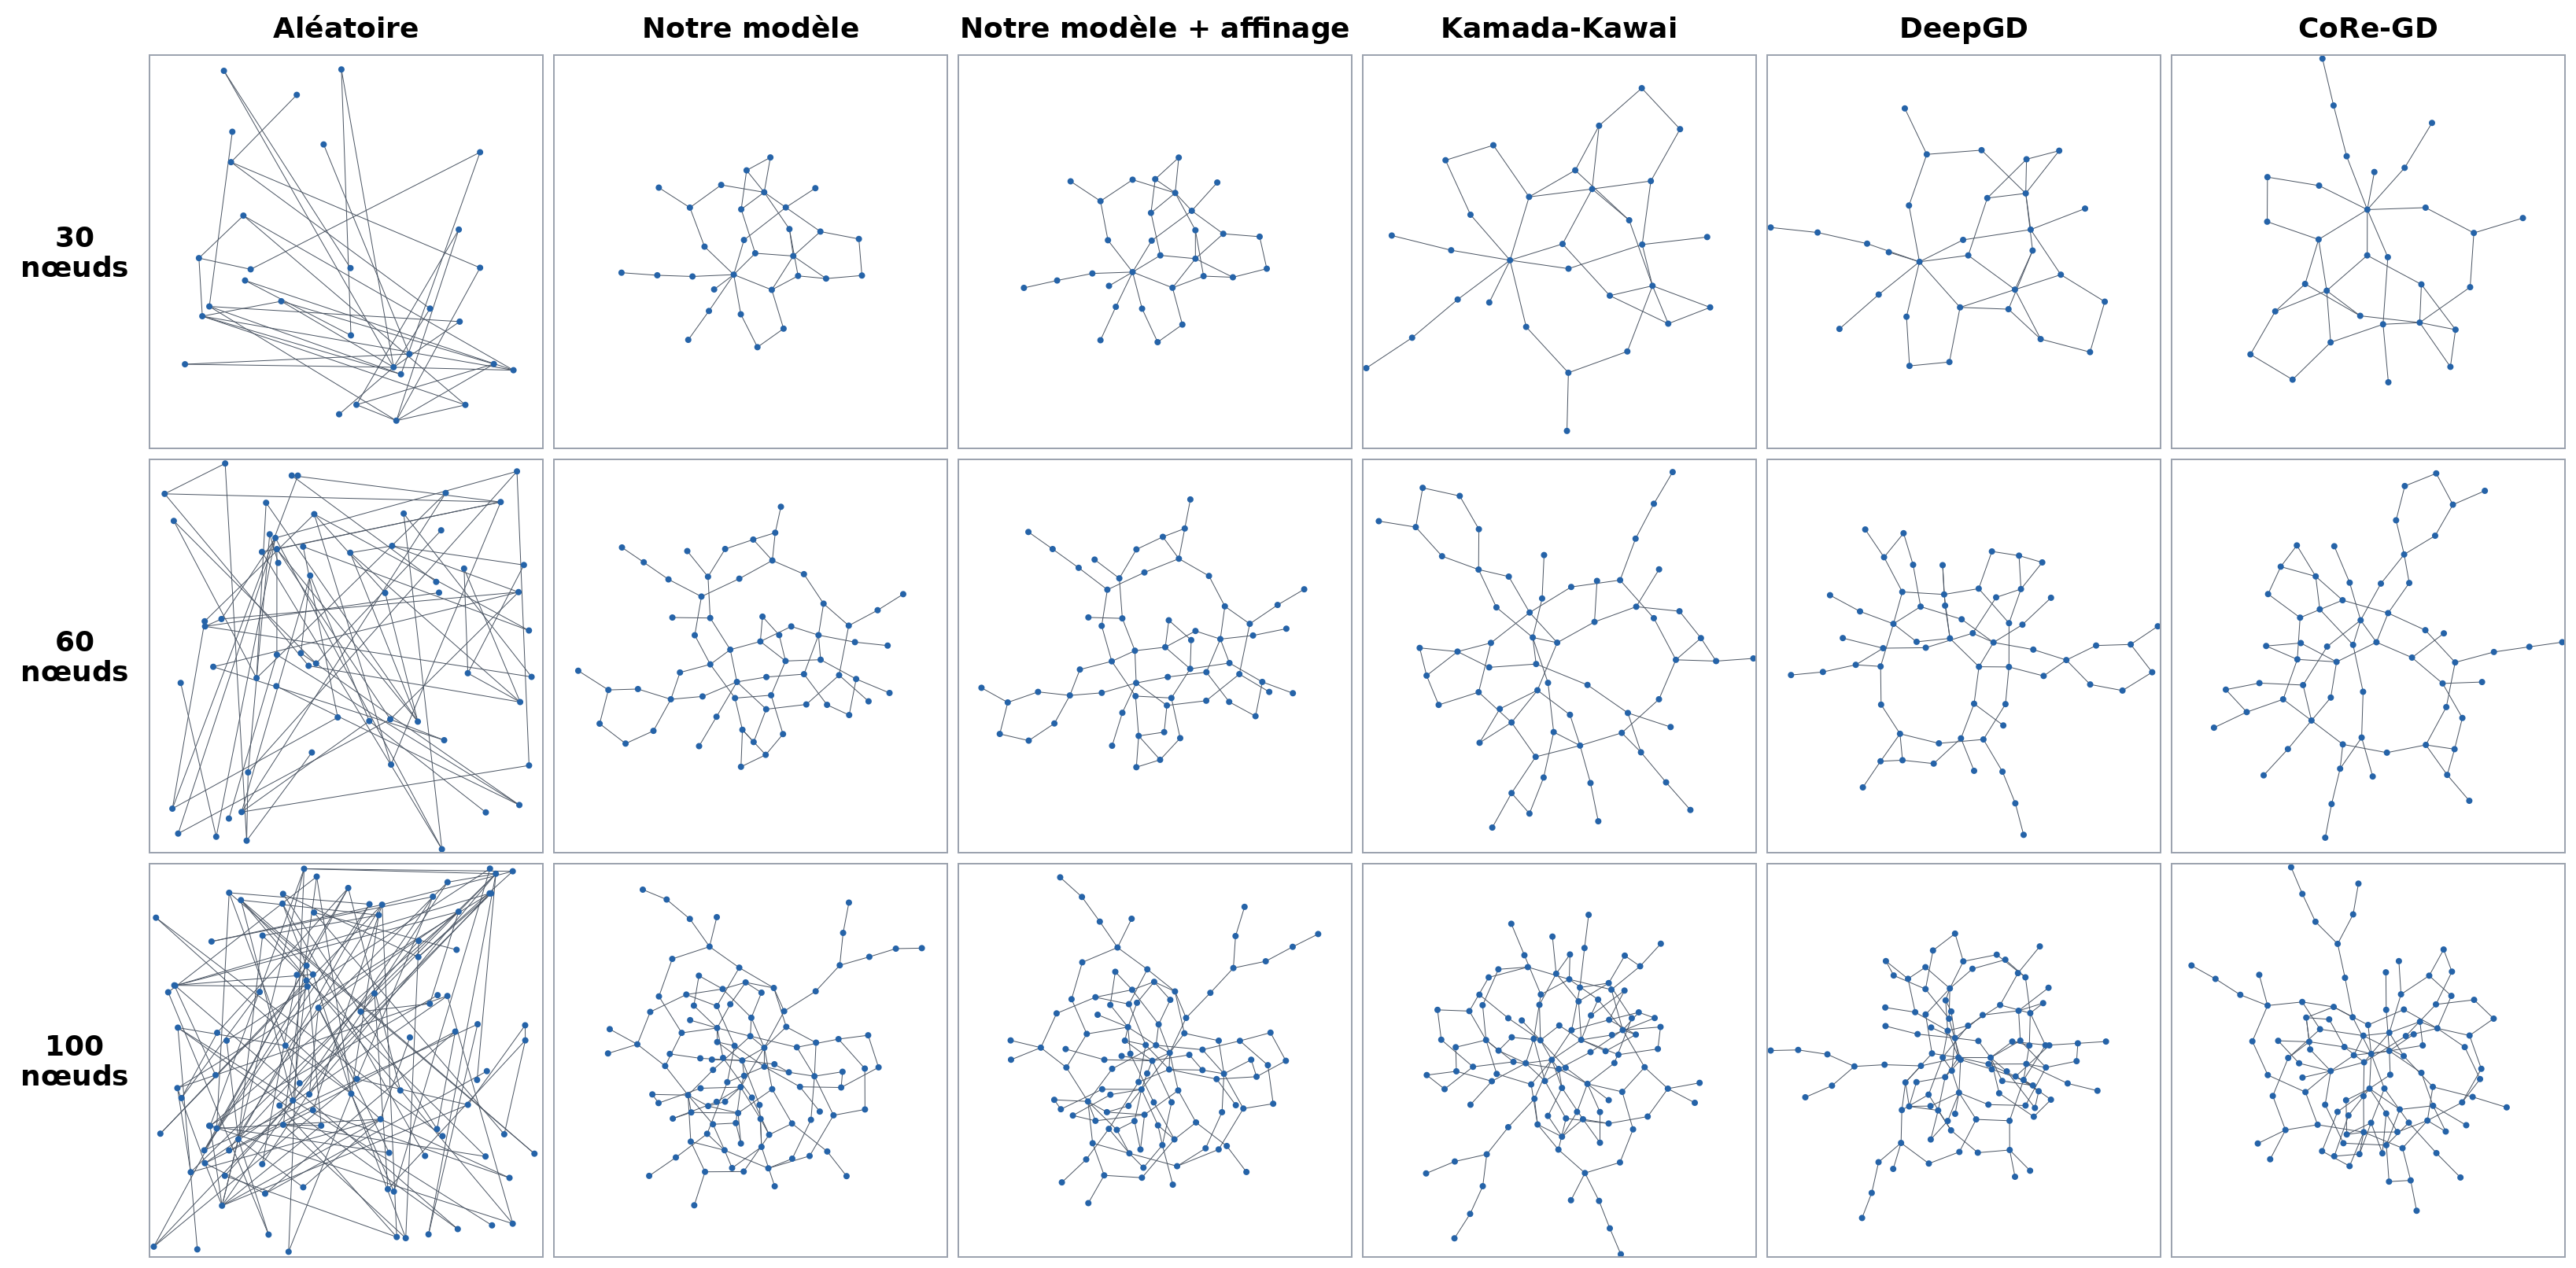 Aléatoire
Notre modèle
Notre modèle + affinage
Kamada-Kawai
DeepGD
CoRe-GD
30
nœuds
60
nœuds
100
nœuds